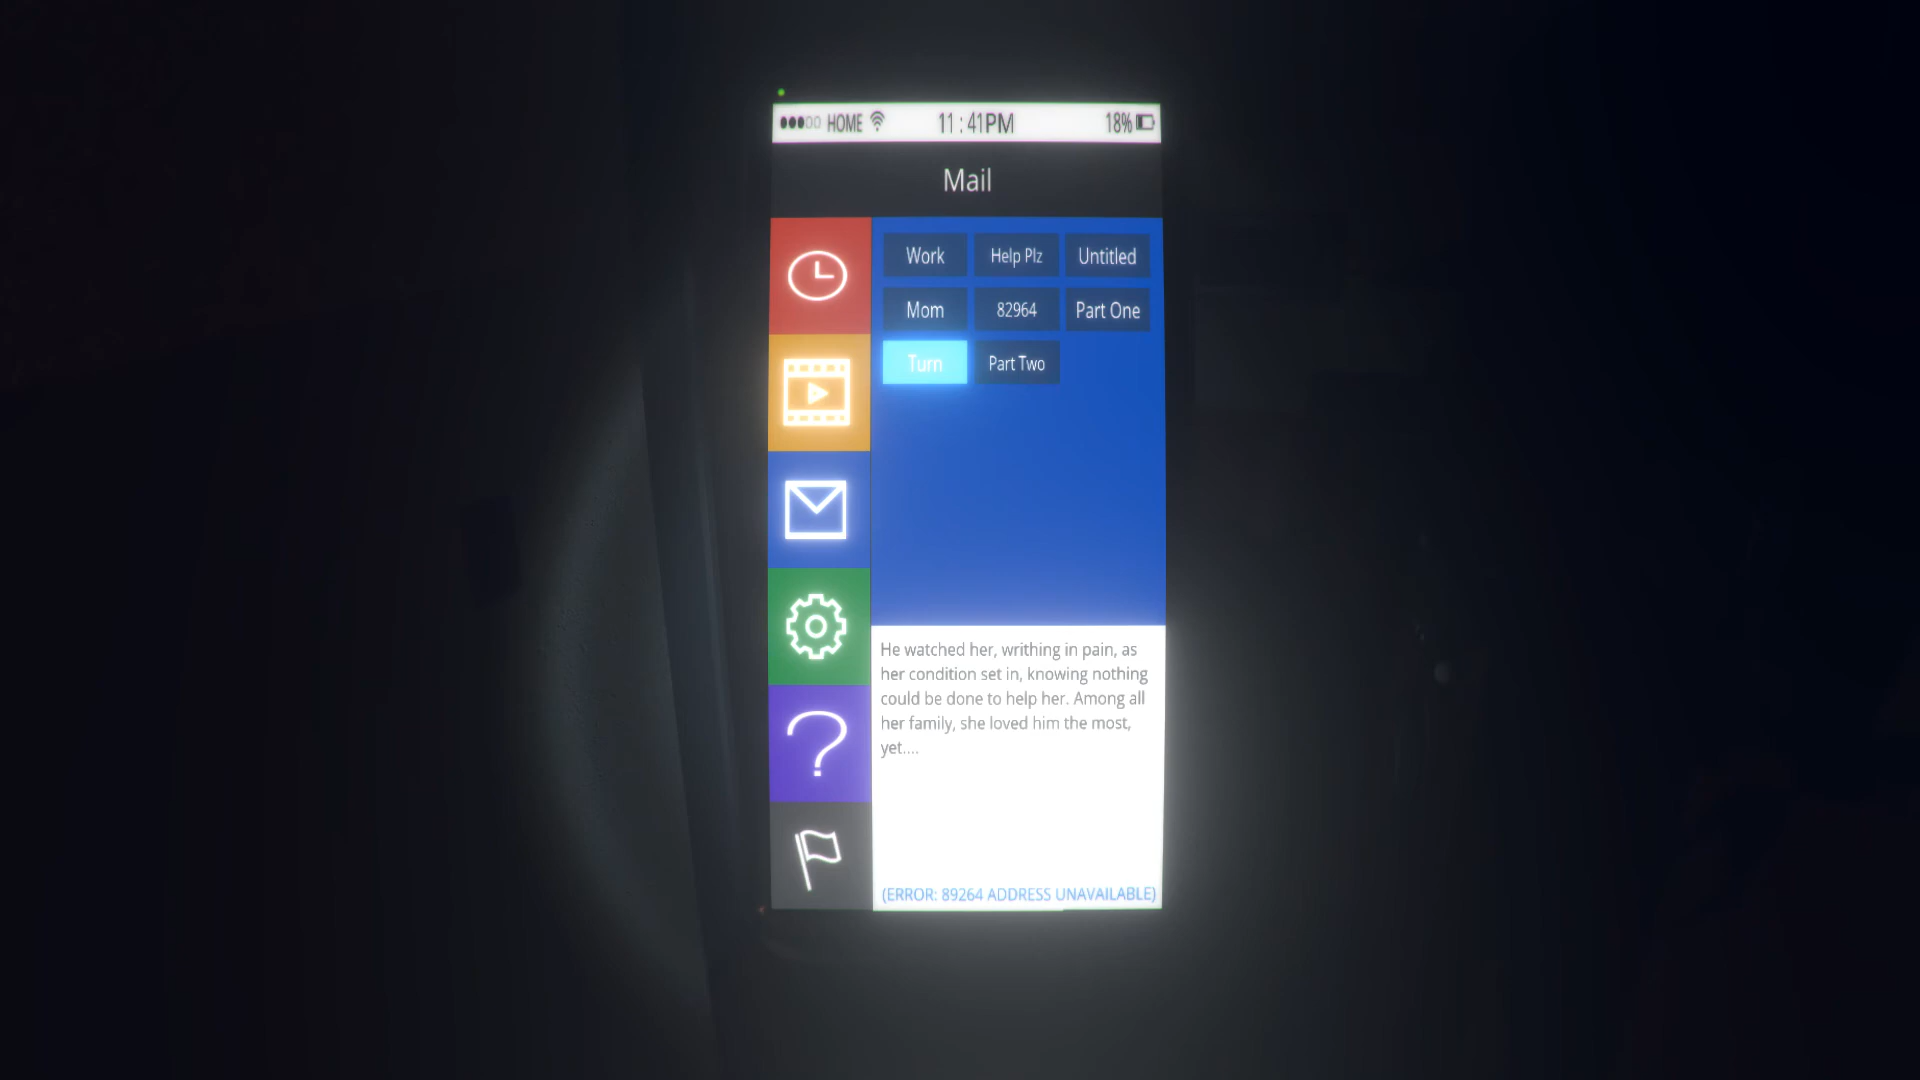 HOME 11:41PM 18%
Mail
Work Help Plz Untitled
Mom 82964 Part One
Turn Part Two
He watched her, writhing in pain, as
her condition set in, knowing nothing
could be done to help her. Among all
her family, she loved him the most,
yet....
(ERROR: 89264 ADDRESS UNAVAILABLE)